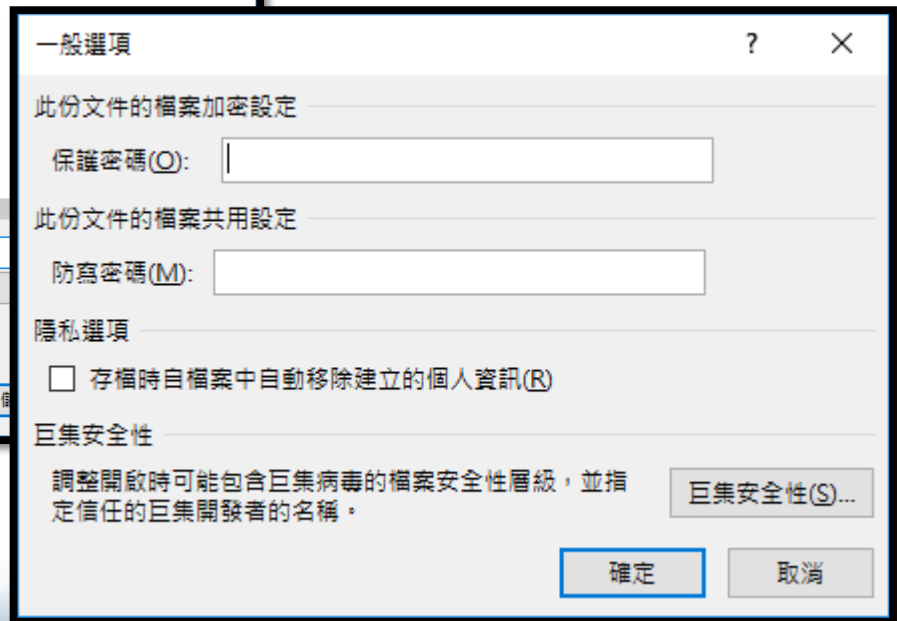 一般選項
?
此份文件的檔案加密設定
保護密碼(O):
此份文件的檔案共用設定
防寫密碼(M):
隱私選項
存檔時自檔案中自動移除建立的個人資訊(R)
巨集安全性
調整開啟時可能包含巨集病毒的檔案安全性層級，並指
定信任的巨集開發者的名稱。
巨集安全性(S)...
確定
取消